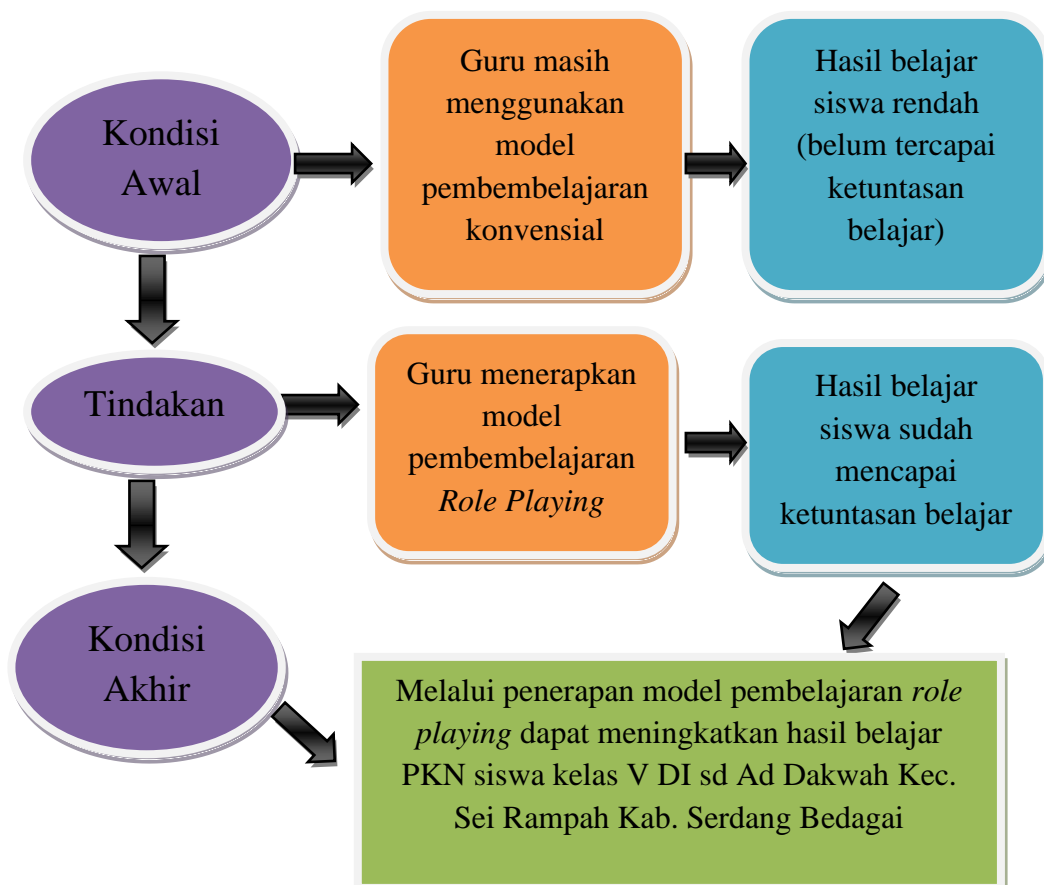 Kondisi
Awal
Guru masih
menggunakan
model
pembembelajaran
konvensial
Hasil belajar
siswa rendah
(belum tercapai
ketuntasan
belajar)
Tindakan
Guru menerapkan
model
pembembelajaran
Role Playing
Hasil belajar
siswa sudah
mencapai
ketuntasan belajar
Kondisi
Akhir
Melalui penerapan model pembelajaran role
playing dapat meningkatkan hasil belajar
PKN siswa kelas V DI sd Ad Dakwah Kec.
Sei Rampah Kab. Serdang Bedagai